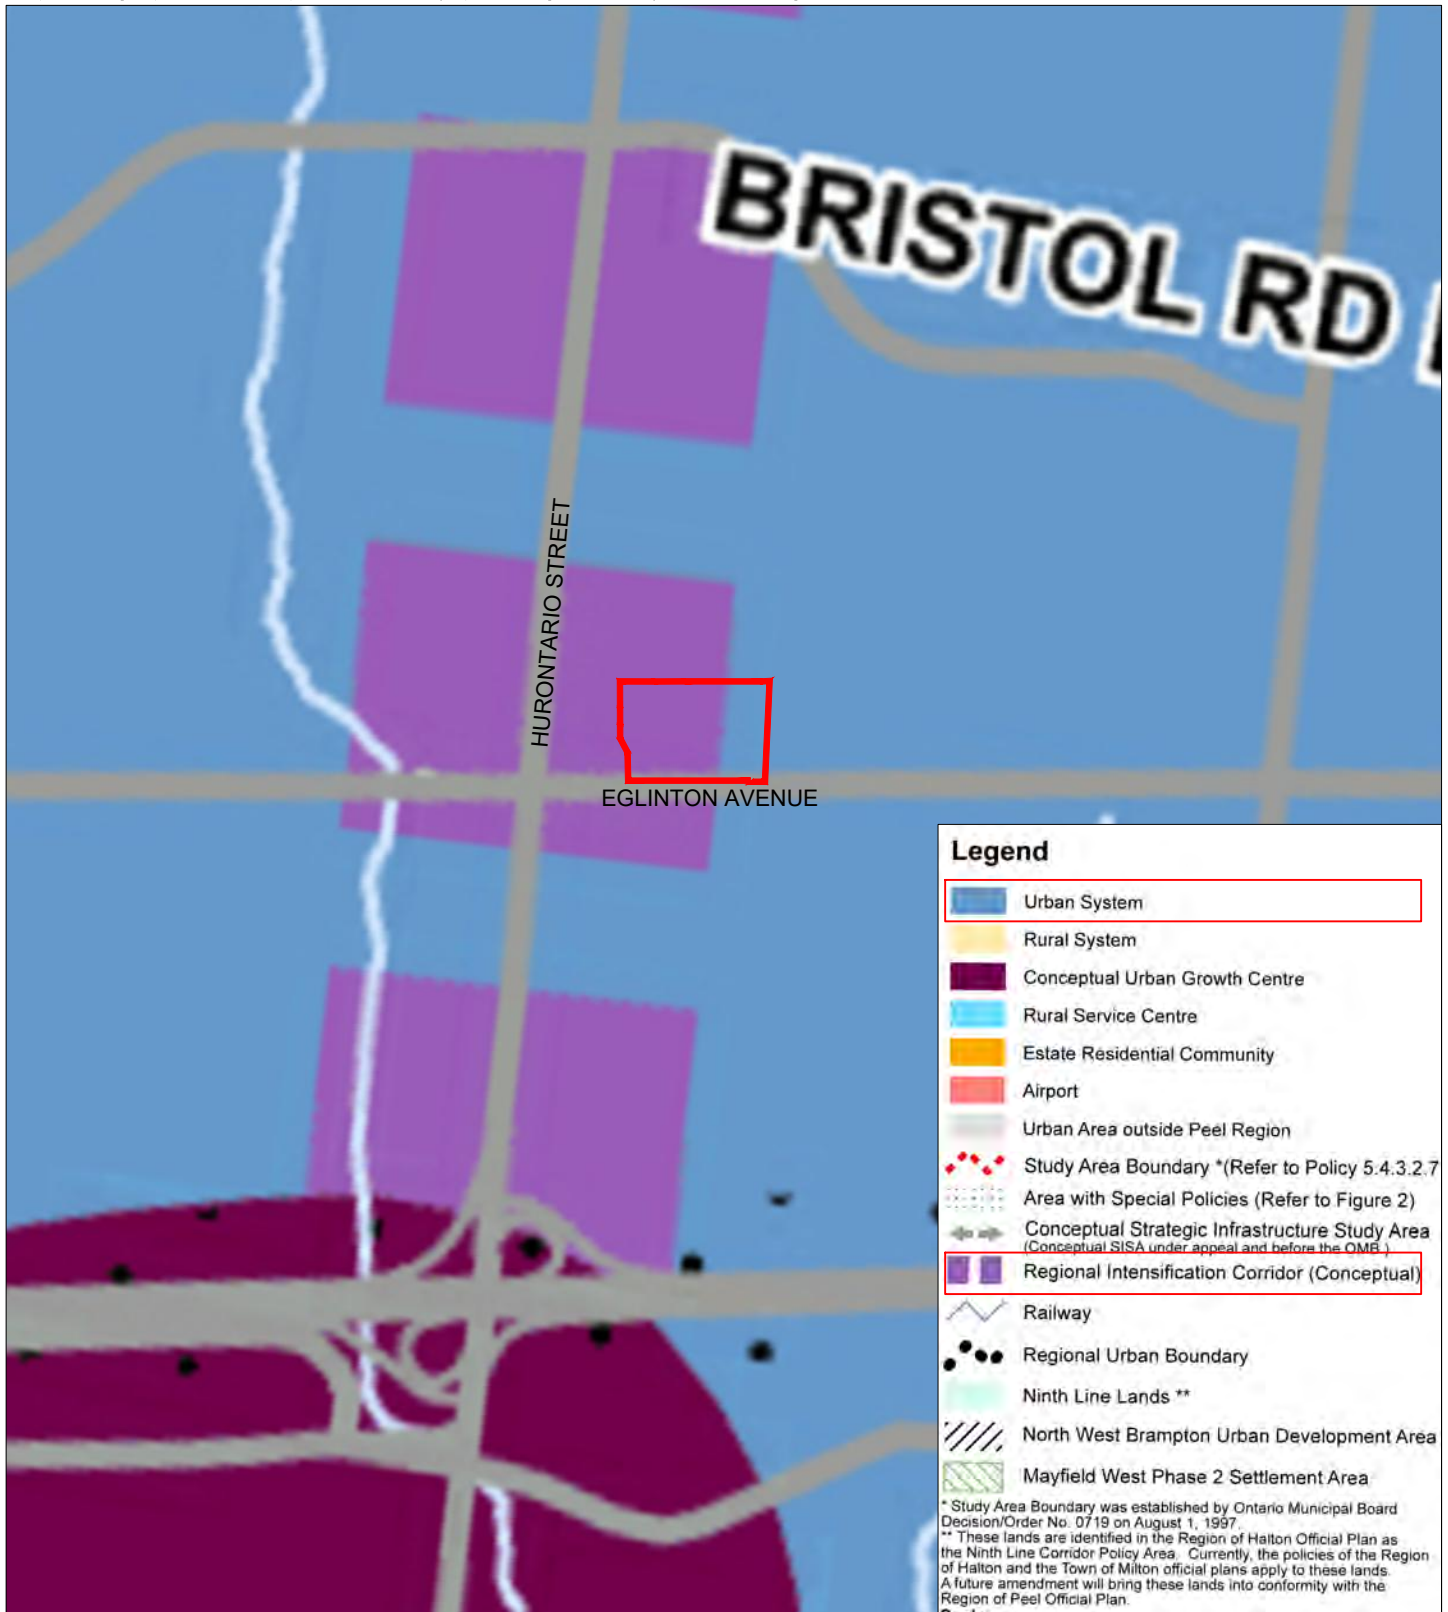 BRISTOL RD
HURONTARIO STREET
EGLINTON AVENUE
Legend
Urban System
Rural System
Conceptual Urban Growth Centre
Rural Service Centre
Estate Residential Community
Airport
Urban Area outside Peel Region
Study Area Boundary *(Refer to Policy 5.4.3.2.7
Area with Special Policies (Refer to Figure 2)
Conceptual Strategic Infrastructure Study Area
(Conceptual SISA under appeal and before the OMB )
Regional Intensification Corridor (Conceptual)
Railway
Regional Urban Boundary
Ninth Line Lands **
North West Brampton Urban Development Area
Mayfield West Phase 2 Settlement Area
* Study Area Boundary was established by Ontario Municipal Board
Decision/Order No. 0719 on August 1, 1997.
** These lands are identified in the Region of Halton Official Plan as
the Ninth Line Corridor Policy Area. Currently, the policies of the Region
of Halton and the Town of Milton official plans apply to these lands.
A future amendment will bring these lands into conformity with the
Region of Peel Official Plan.